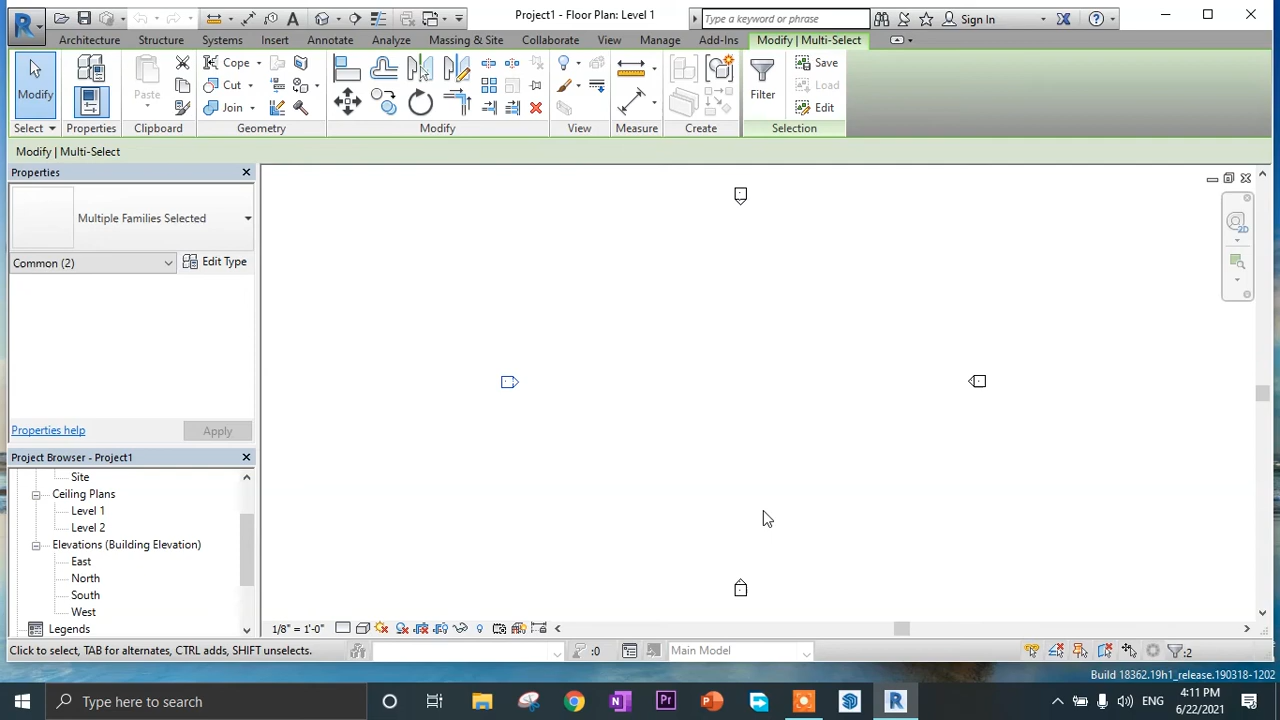 Project1 - Floor Plan: Level 1
Type a keyword or phrase
Sign In
Architecture Structure Systems Insert Annotate Analyze Massing & Site Collaborate View Manage Add-Ins Modify | Multi-Select
Modify
Paste
Cope
Cut
Join
Filter
Save
Load
Edit
Select Properties Clipboard Geometry Modify View Measure Create Selection
Modify | Multi-Select
Properties
Multiple Families Selected
Common (2) Edit Type
Properties help Apply
Project Browser - Project1
Site
Ceiling Plans
Level 1
Level 2
Elevations (Building Elevation)
East
North
South
West
Legends
2D
1/8" = 1'-0"
Click to select, TAB for alternates, CTRL adds, SHIFT unselects. :0 Main Model :2
Build 18362.19h1_release.190318-1202
Type here to search
ENG
4:11 PM
6/22/2021